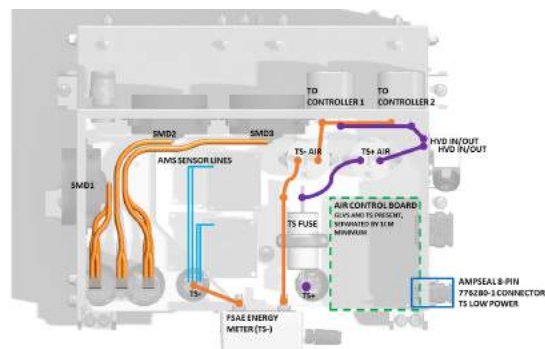 TO
CONTROLLER 1
TO
CONTROLLER 2
SMD2
SMD3
TS- AIR
TS+ AIR
HVD IN/OUT
HVD IN/OUT
AMS SENSOR LINES
SMD1
AIR CONTROL BOARD
GLVS AND TS PRESENT,
SEPARATED BY 1CM
MINIMUM
TS FUSE
TS-
TS+
AMPSEAL 8-PIN
776280-1 CONNECTOR
TS LOW POWER
FSAE ENERGY
METER (TS-)